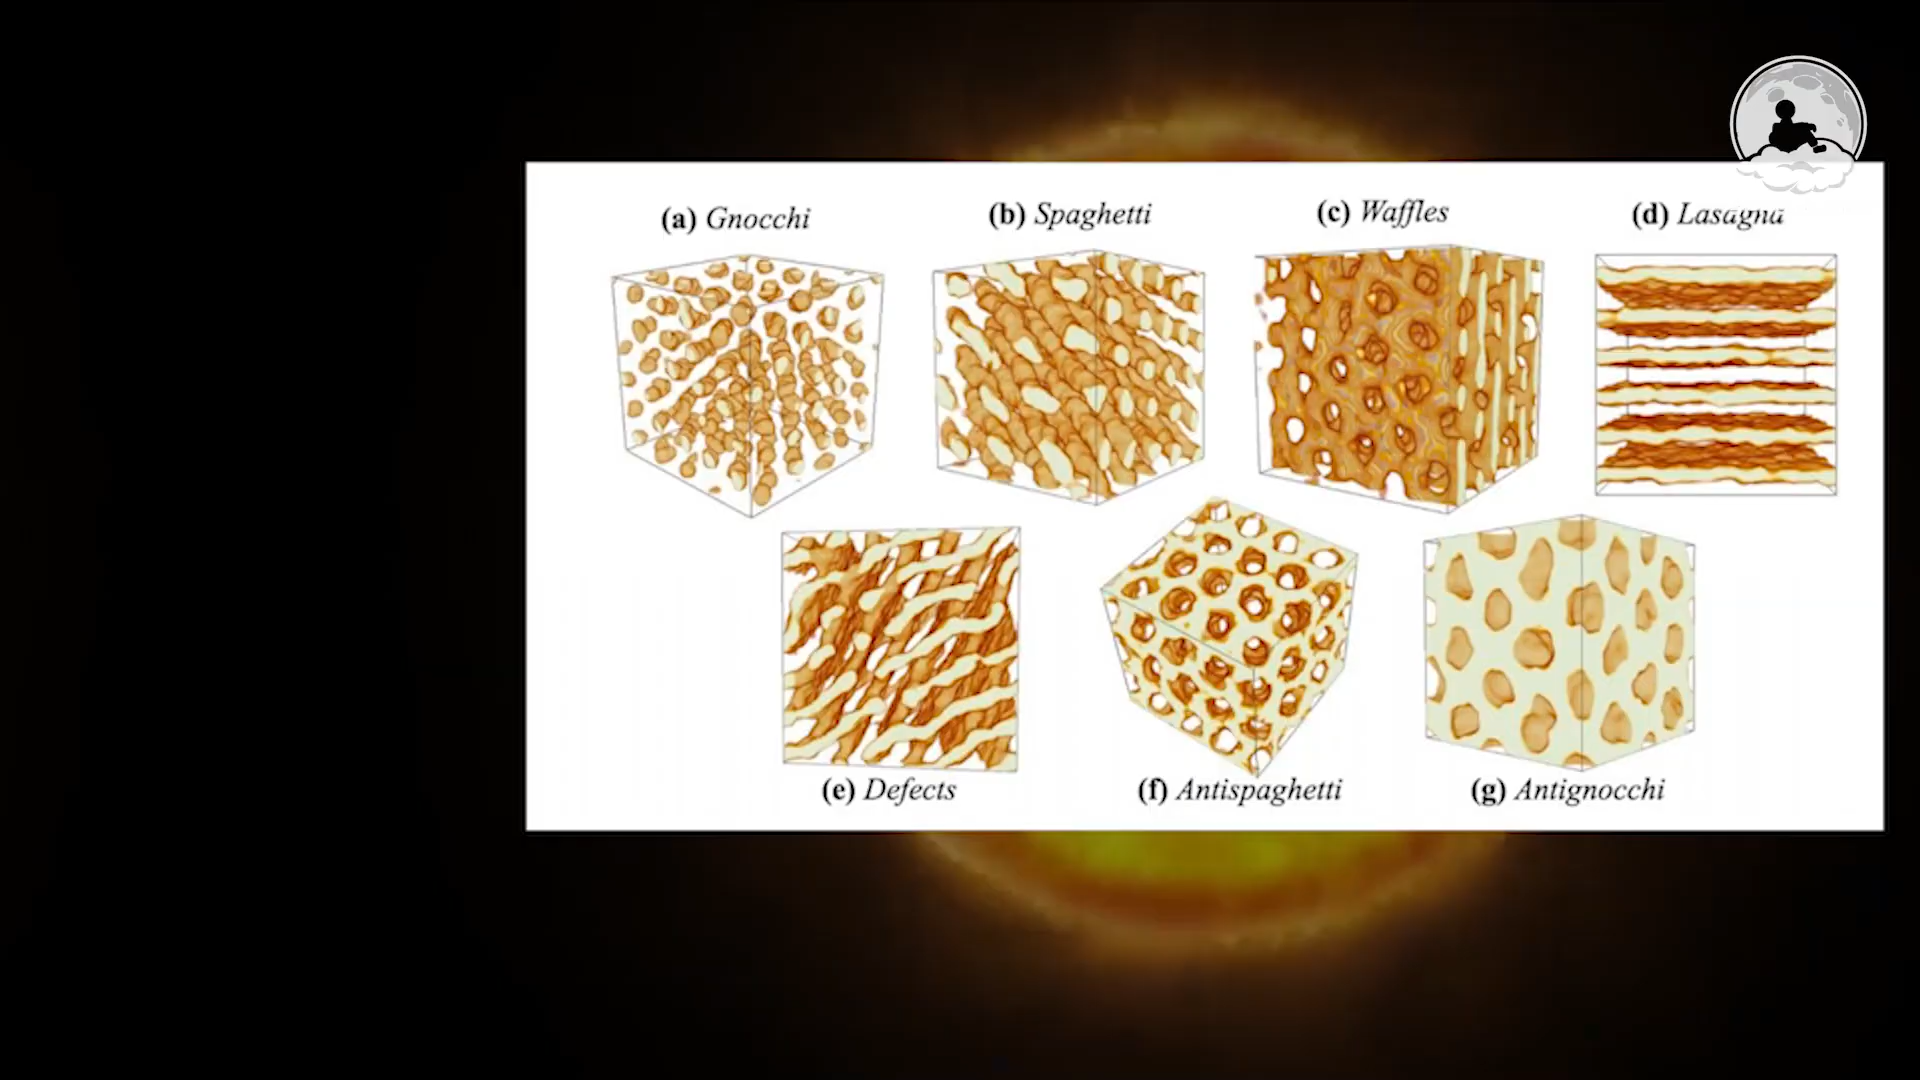 (a) Gnocchi
(b) Spaghetti
(c) Waffles
(d) Lasagna
(e) Defects
(f) Antispaghetti
(g) Antignocchi